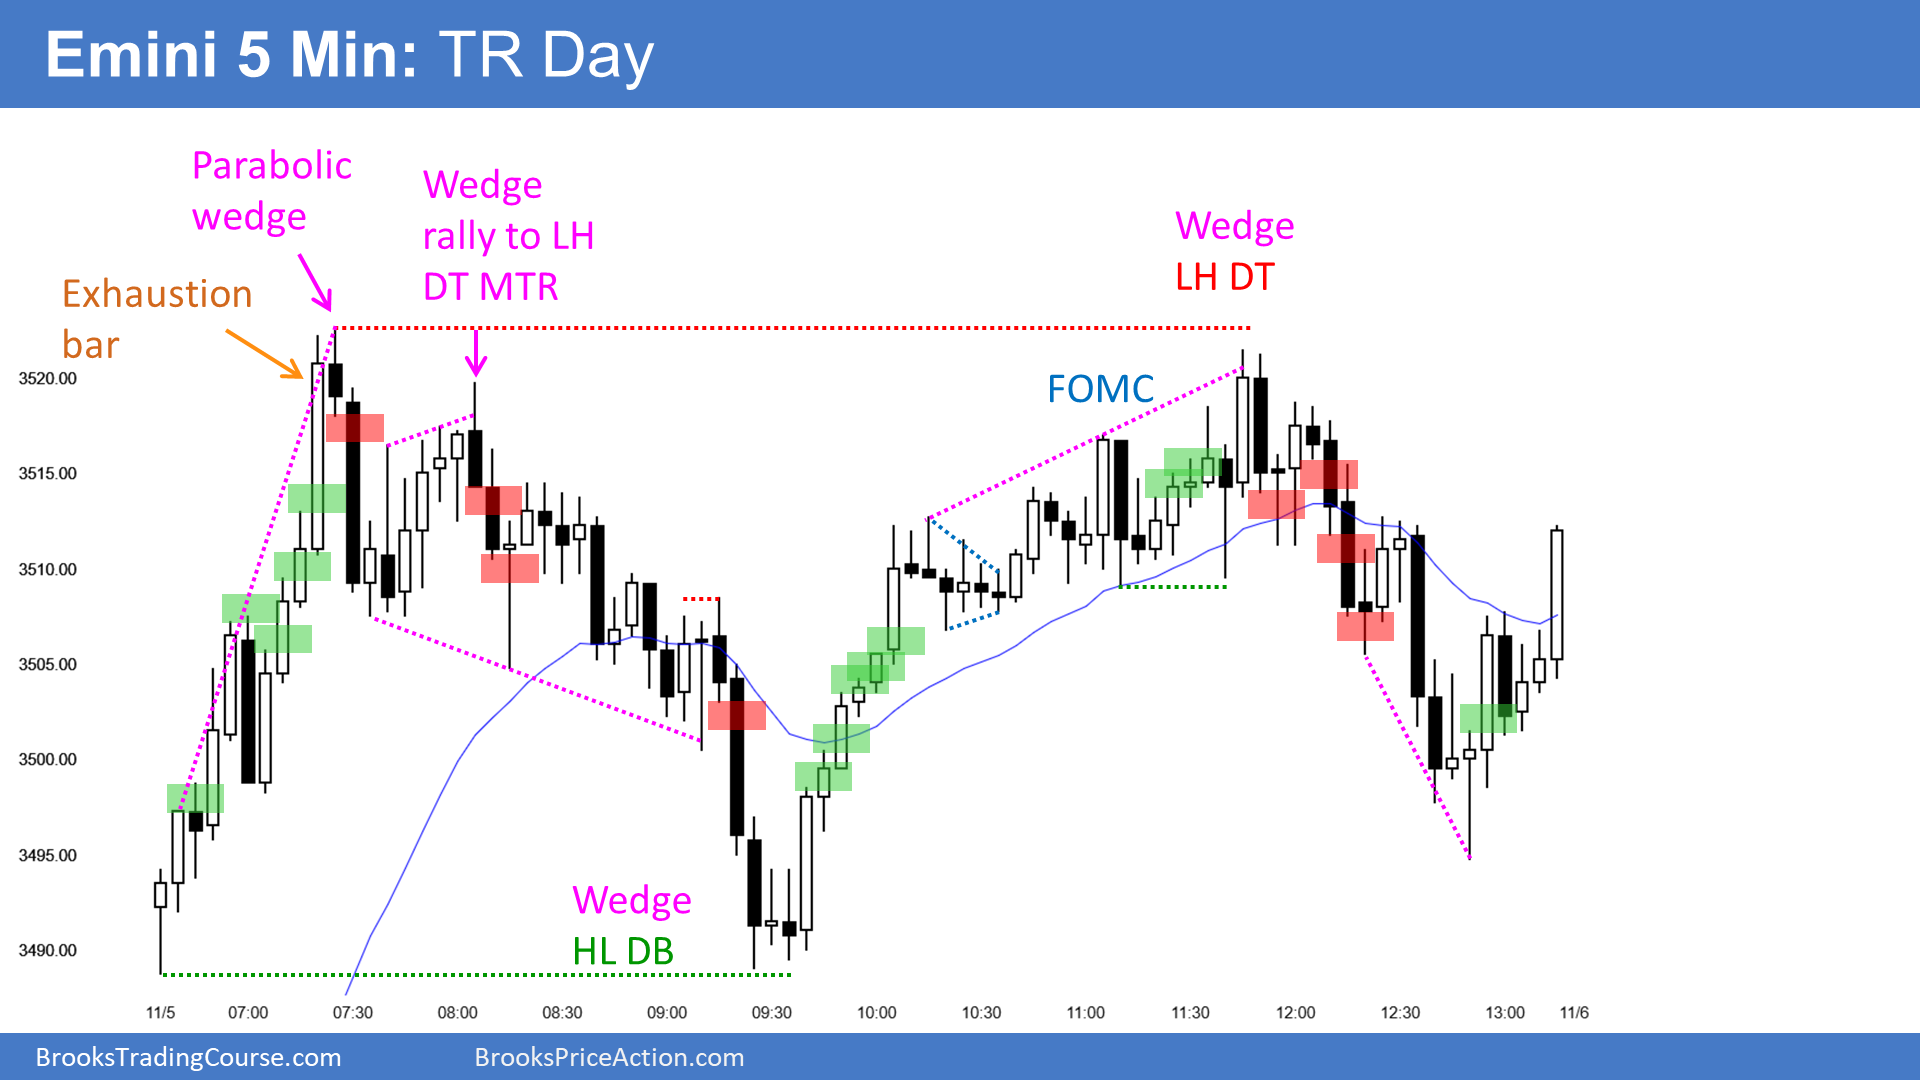 Emini 5 Min: TR Day
Parabolic
wedge
Wedge
rally to LH
DT MTR
Exhaustion
bar
Wedge
LH DT
FOMC
3520.00
3515.00
3510.00
3505.00
3500.00
3495.00
3490.00
Wedge
HL DB
11/5 07:00 07:30 08:00 08:30 09:00 09:30 10:00 10:30 11:00 11:30 12:00 12:30 13:00 11/6
BrooksTradingCourse.com BrooksPriceAction.com